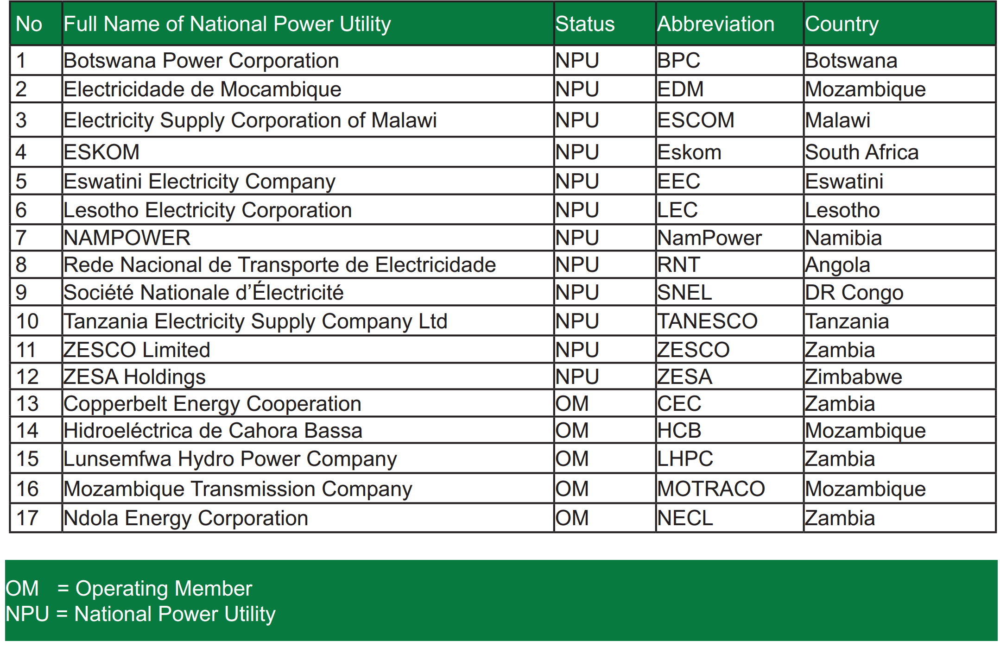 No Full Name of National Power Utility Status Abbreviation Country
1 Botswana Power Corporation NPU BPC Botswana
2 Electricidade de Mocambique NPU EDM Mozambique
3 Electricity Supply Corporation of Malawi NPU ESCOM Malawi
4 ESKOM NPU Eskom South Africa
5 Eswatini Electricity Company NPU EEC Eswatini
6 Lesotho Electricity Corporation NPU LEC Lesotho
7 NAMPOWER NPU NamPower Namibia
8 Rede Nacional de Transporte de Electricidade NPU RNT Angola
9 Société Nationale d’Électricité NPU SNEL DR Congo
10 Tanzania Electricity Supply Company Ltd NPU TANESCO Tanzania
11 ZESCO Limited NPU ZESCO Zambia
12 ZESA Holdings NPU ZESA Zimbabwe
13 Copperbelt Energy Cooperation OM CEC Zambia
14 Hidroeléctrica de Cahora Bassa OM HCB Mozambique
15 Lunsemfwa Hydro Power Company OM LHPC Zambia
16 Mozambique Transmission Company OM MOTRACO Mozambique
17 Ndola Energy Corporation OM NECL Zambia
OM = Operating Member
NPU = National Power Utility